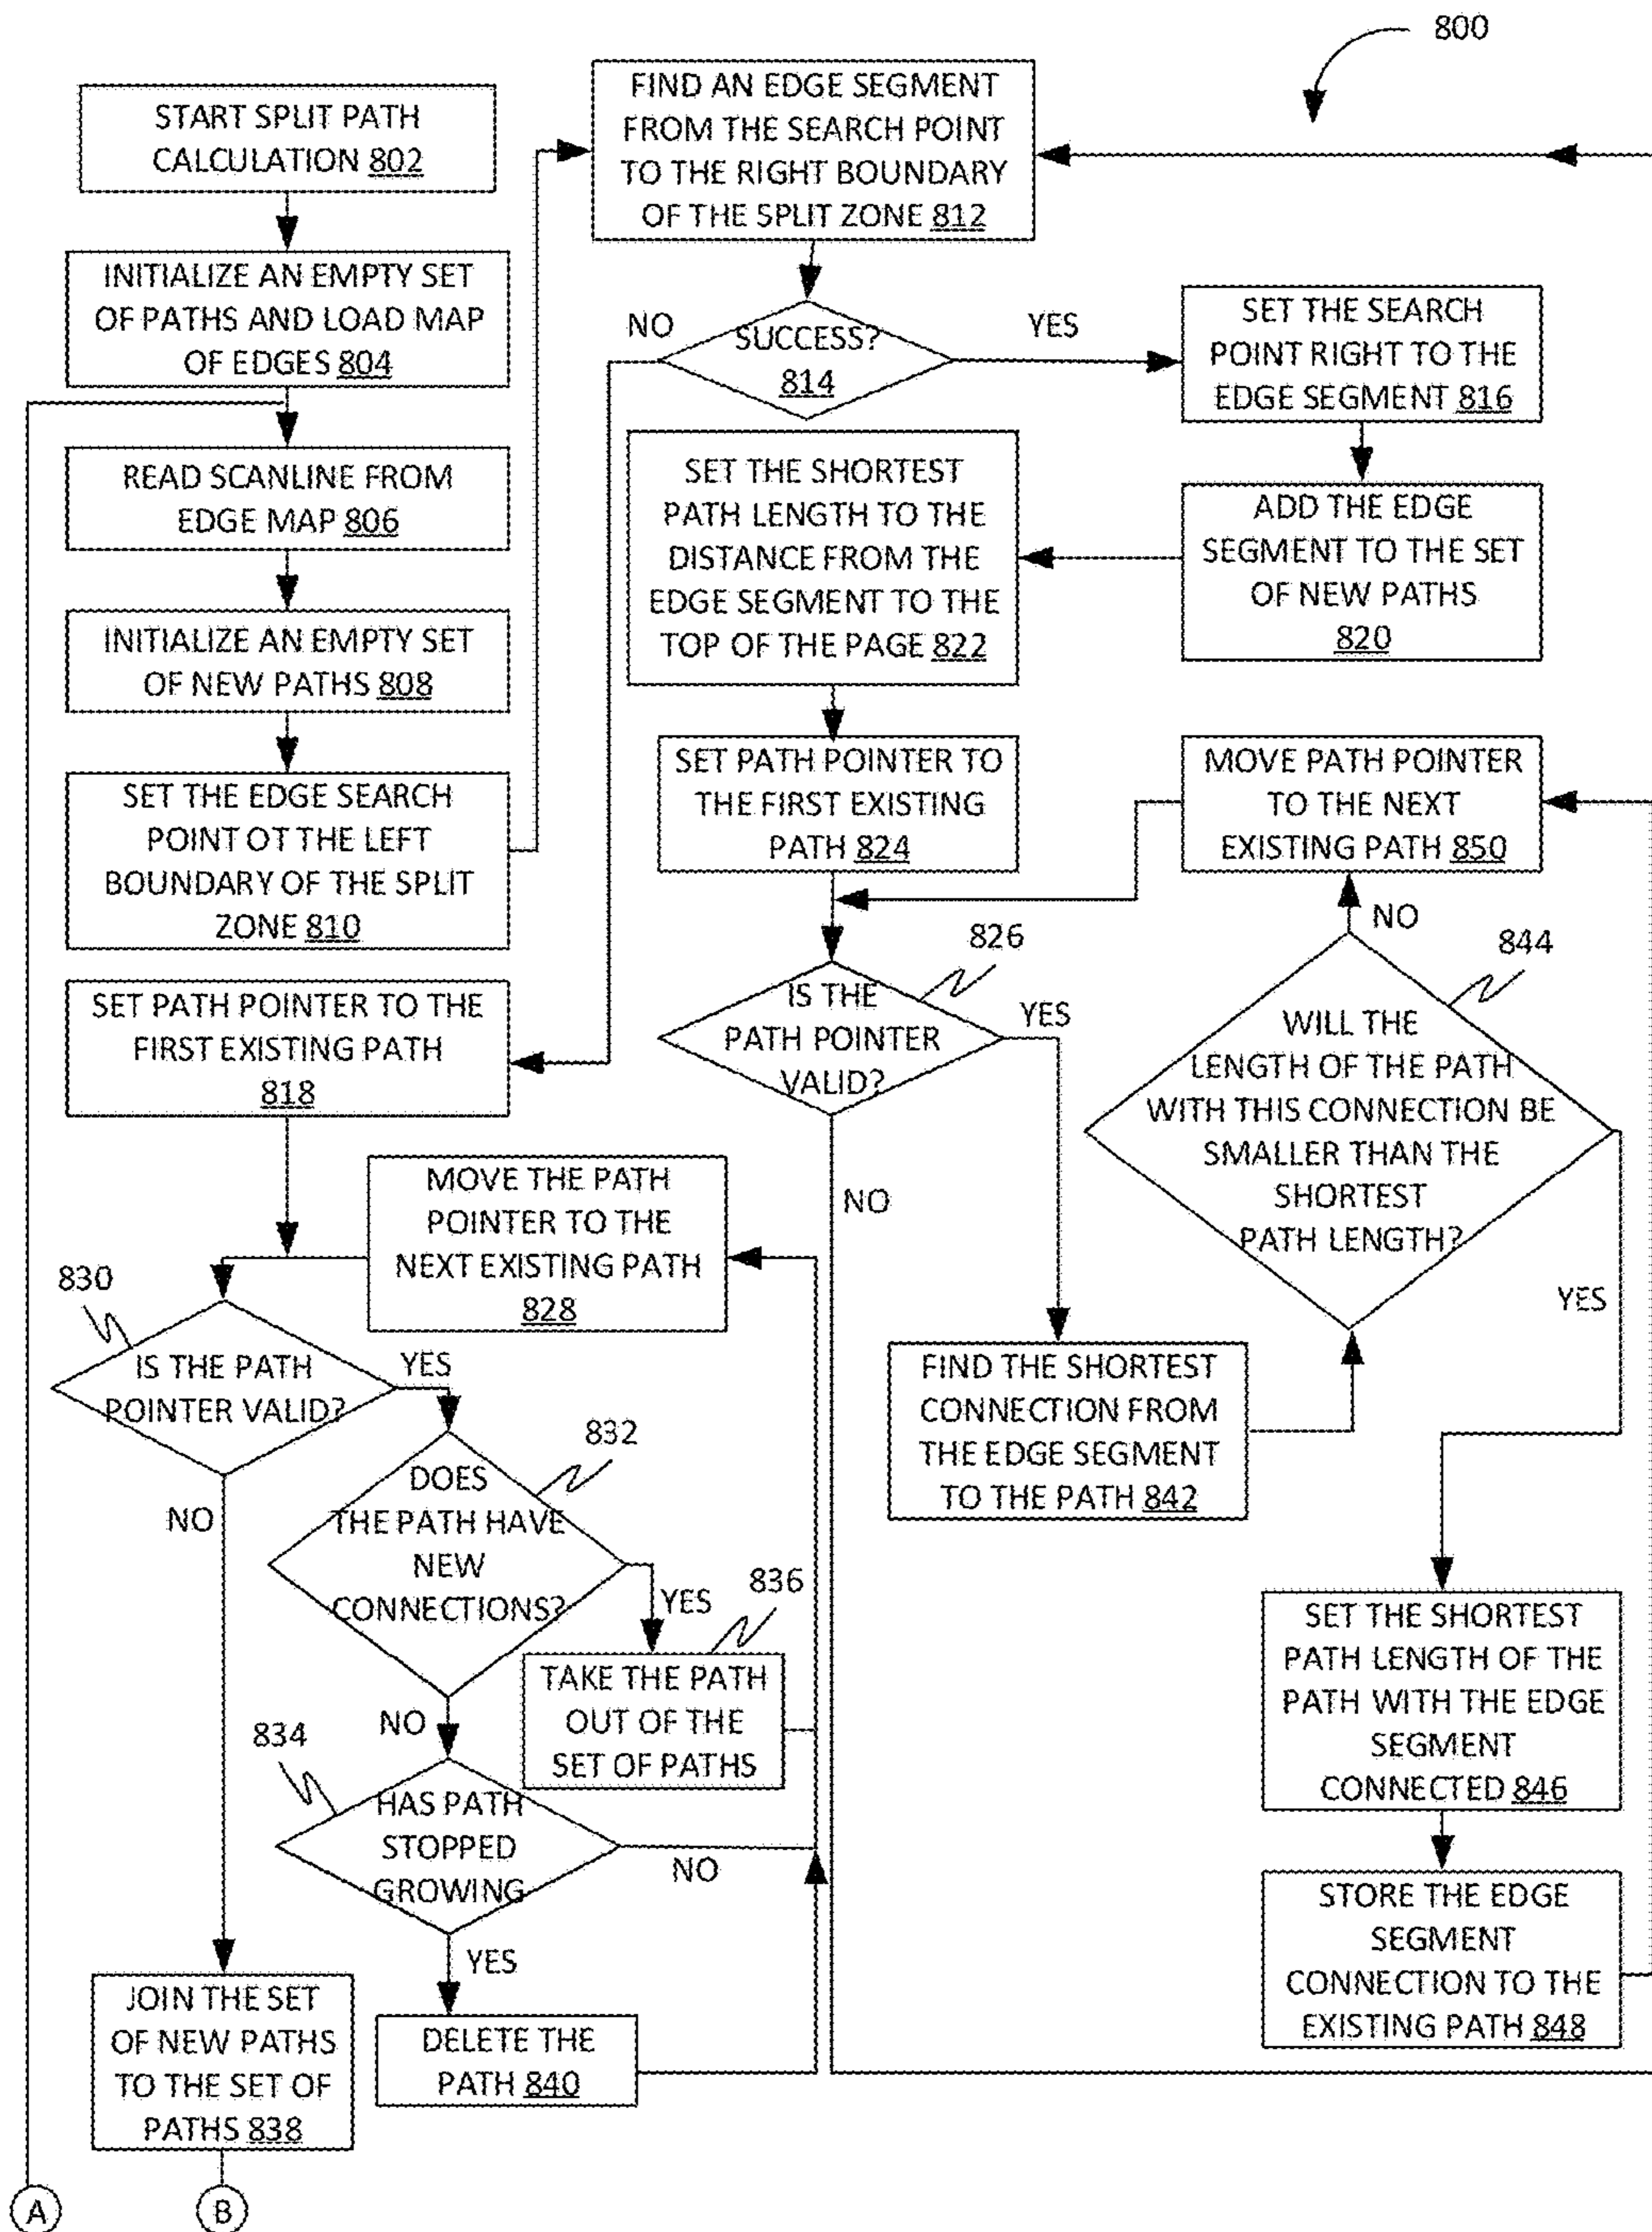 800
START SPLIT PATH
CALCULATION 802
INITIALIZE AN EMPTY SET
OF PATHS AND LOAD MAP
OF EDGES 804
READ SCANLINE FROM
EDGE MAP 806
INITIALIZE AN EMPTY SET
OF NEW PATHS 808
SET THE EDGE SEARCH
POINT OT THE LEFT
BOUNDARY OF THE SPLIT
ZONE 810
FIND AN EDGE SEGMENT
FROM THE SEARCH POINT
TO THE RIGHT BOUNDARY
OF THE SPLIT ZONE 812
NO
SUCCESS?
814
YES
SET THE SEARCH
POINT RIGHT TO THE
EDGE SEGMENT 816
ADD THE EDGE
SEGMENT TO THE SET
OF NEW PATHS
820
SET THE SHORTEST
PATH LENGTH TO THE
DISTANCE FROM THE
EDGE SEGMENT TO THE
TOP OF THE PAGE 822
SET PATH POINTER TO
THE FIRST EXISTING
PATH 824
MOVE PATH POINTER
TO THE NEXT
EXISTING PATH 850
826
IS THE
PATH POINTER
VALID?
YES
NO
NO
844
WILL THE
LENGTH OF THE PATH
WITH THIS CONNECTION BE
SMALLER THAN THE
SHORTEST
PATH LENGTH?
YES
FIND THE SHORTEST
CONNECTION FROM
THE EDGE SEGMENT
TO THE PATH 842
SET THE SHORTEST
PATH LENGTH OF THE
PATH WITH THE EDGE
SEGMENT
CONNECTED 846
STORE THE EDGE
SEGMENT
CONNECTION TO THE
EXISTING PATH 848
SET PATH POINTER TO THE
FIRST EXISTING PATH
818
MOVE THE PATH
POINTER TO THE
NEXT EXISTING PATH
828
830
IS THE PATH
POINTER VALID?
YES
NO
832
DOES
THE PATH HAVE
NEW
CONNECTIONS?
YES
836
TAKE THE PATH
OUT OF THE
SET OF PATHS
NO
834
HAS PATH
STOPPED
GROWING
NO
YES
DELETE THE
PATH 840
JOIN THE SET
OF NEW PATHS
TO THE SET OF
PATHS 838
A
B